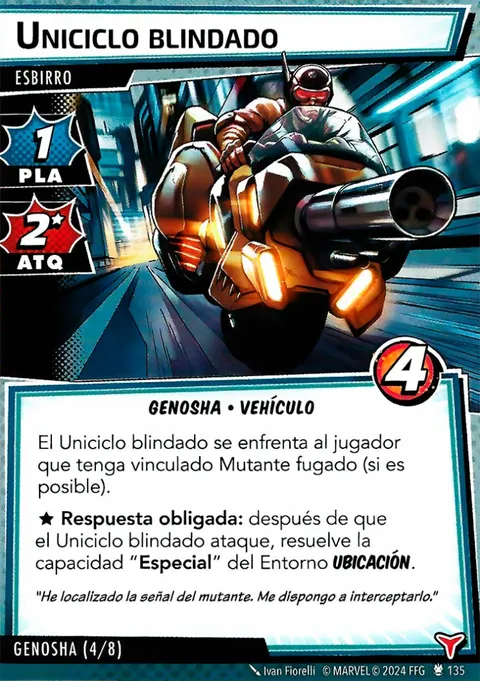 UNICICLO BLINDADO
ESBIRRO
1
PLA
2★
ATQ
4
GENOSHA • VEHÍCULO
El Uniciclo blindado se enfrenta al jugador
que tenga vinculado Mutante fugado (si es
posible).
★ Respuesta obligada: después de que
el Uniciclo blindado ataque, resuelve la
capacidad “Especial” del Entorno UBICACIÓN.
"He localizado la señal del mutante. Me dispongo a interceptarlo."
GENOSHA (4/8)
Ivan Fiorelli © MARVEL © 2024 FFG 135